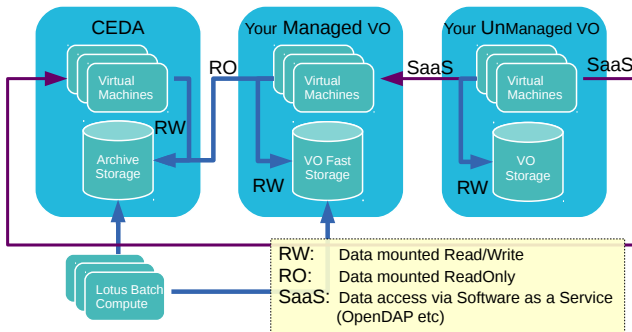 CEDA
Your Managed VO
Your UnManaged VO
Virtual
Machines
RO
Virtual
Machines
SaaS
Virtual
Machines
SaaS
RW
Archive
Storage
RW
VO Fast
Storage
RW
VO
Storage
Lotus Batch
Compute
RW: Data mounted Read/Write
RO: Data mounted ReadOnly
SaaS: Data access via Software as a Service
(OpenDAP etc)